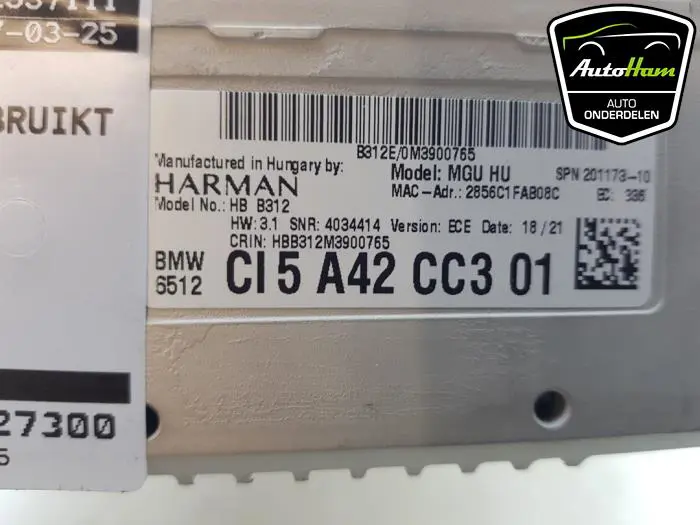 7-03-25
BRUIKT
27300
5
AutoHam
AUTO
ONDERDELEN
B312E/0M3900765
Manufactured in Hungary by:
HARMAN
Model: MGU HU
SPN 201173-10
MAC-Adr.: 2856C1FAB08C
EC: 336
Model No.: HB B312
HW: 3.1 SNR: 4034414 Version: ECE Date: 18/21
CRIN: HBB312M3900765
BMW
6512
CI5 A42 CC3 01